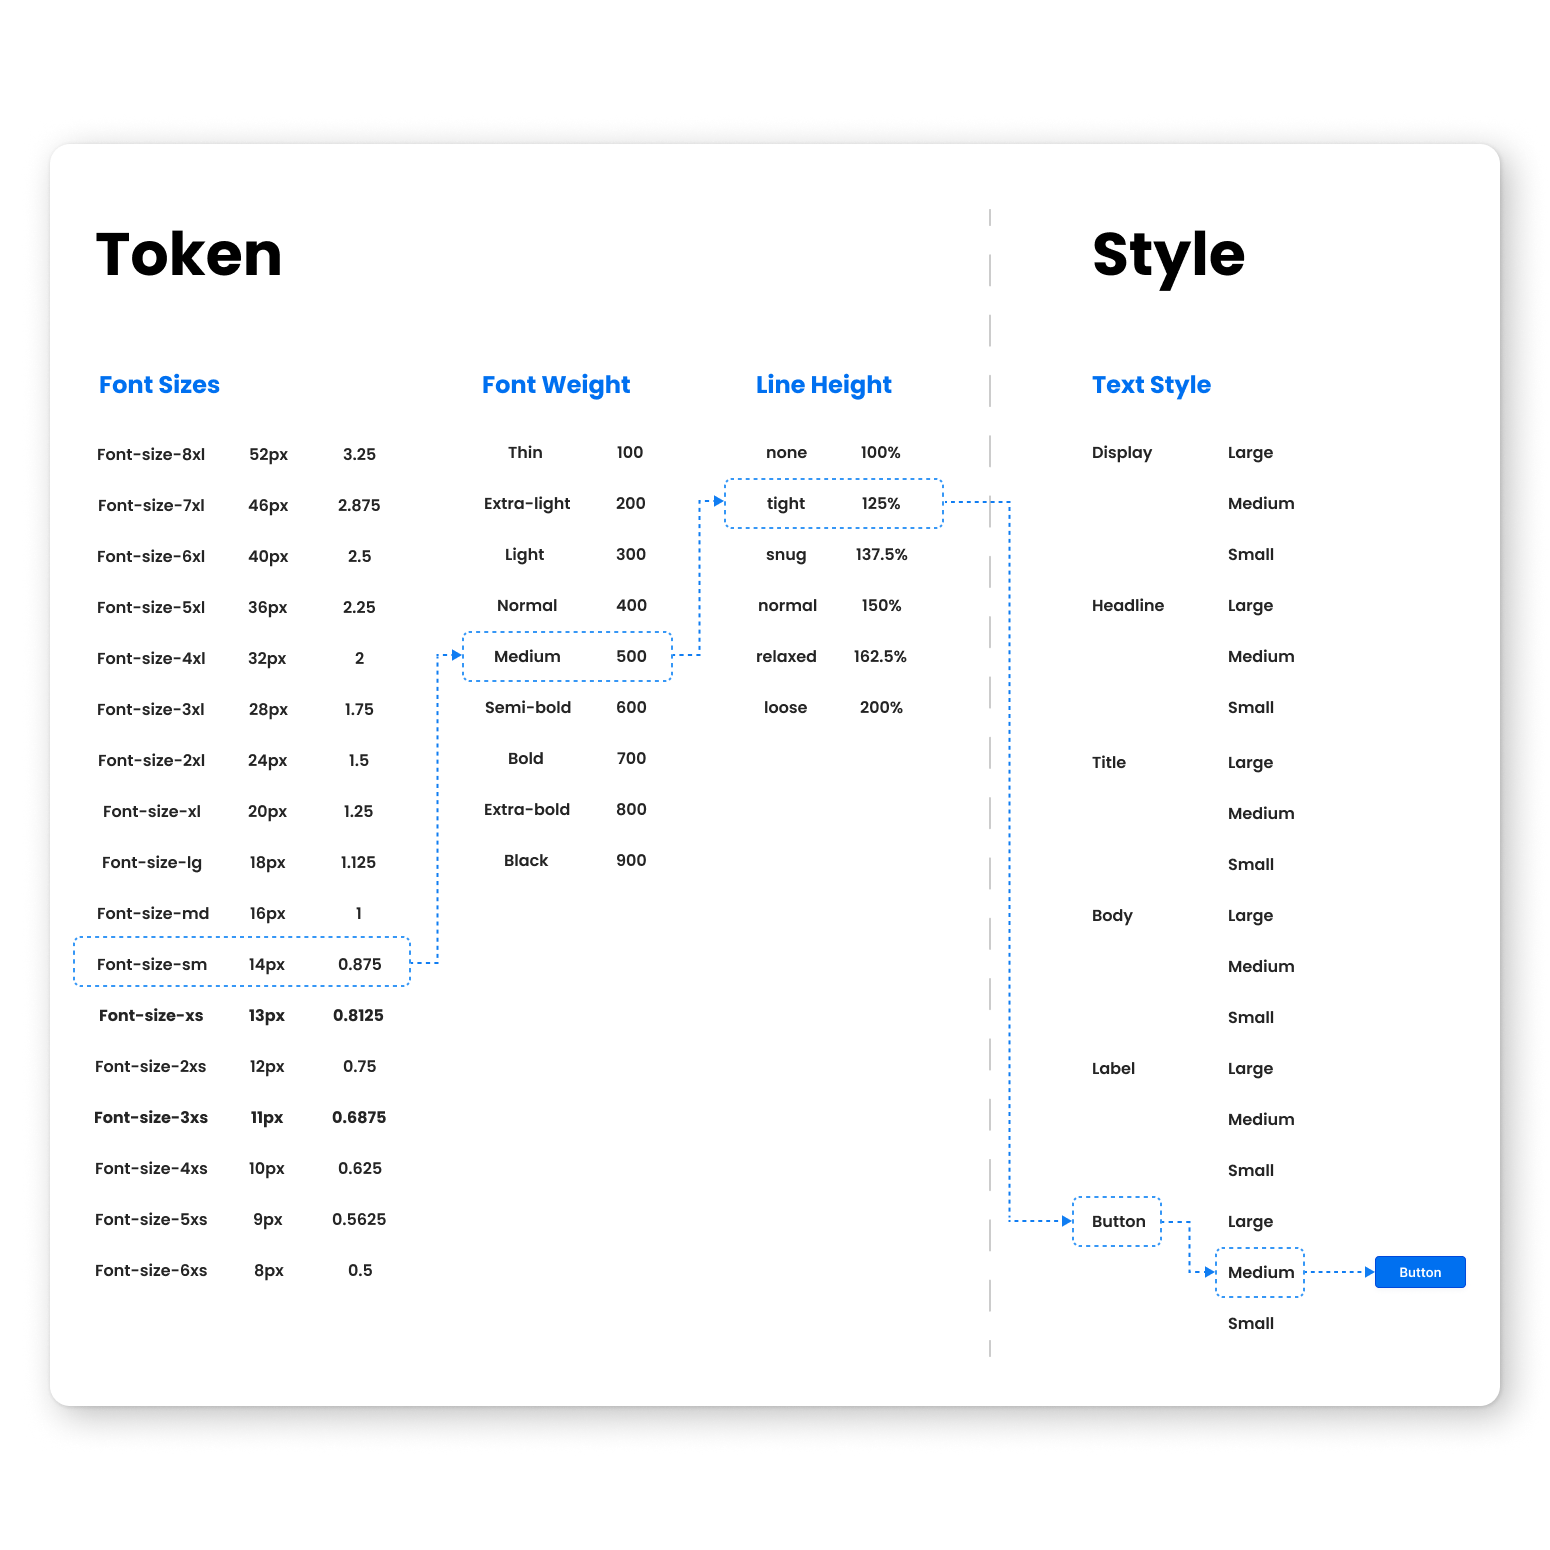 Token
Font Sizes
Font-size-8xl 52px 3.25
Font-size-7xl 46px 2.875
Font-size-6xl 40px 2.5
Font-size-5xl 36px 2.25
Font-size-4xl 32px 2
Font-size-3xl 28px 1.75
Font-size-2xl 24px 1.5
Font-size-xl 20px 1.25
Font-size-lg 18px 1.125
Font-size-md 16px 1
Font-size-sm 14px 0.875
Font-size-xs 13px 0.8125
Font-size-2xs 12px 0.75
Font-size-3xs 11px 0.6875
Font-size-4xs 10px 0.625
Font-size-5xs 9px 0.5625
Font-size-6xs 8px 0.5
Font Weight
Thin 100
Extra-light 200
Light 300
Normal 400
Medium 500
Semi-bold 600
Bold 700
Extra-bold 800
Black 900
Line Height
none 100%
tight 125%
snug 137.5%
normal 150%
relaxed 162.5%
loose 200%
Style
Text Style
Display Large
Medium
Small
Headline Large
Medium
Small
Title Large
Medium
Small
Body Large
Medium
Small
Label Large
Medium
Small
Button Large
Medium Button
Small